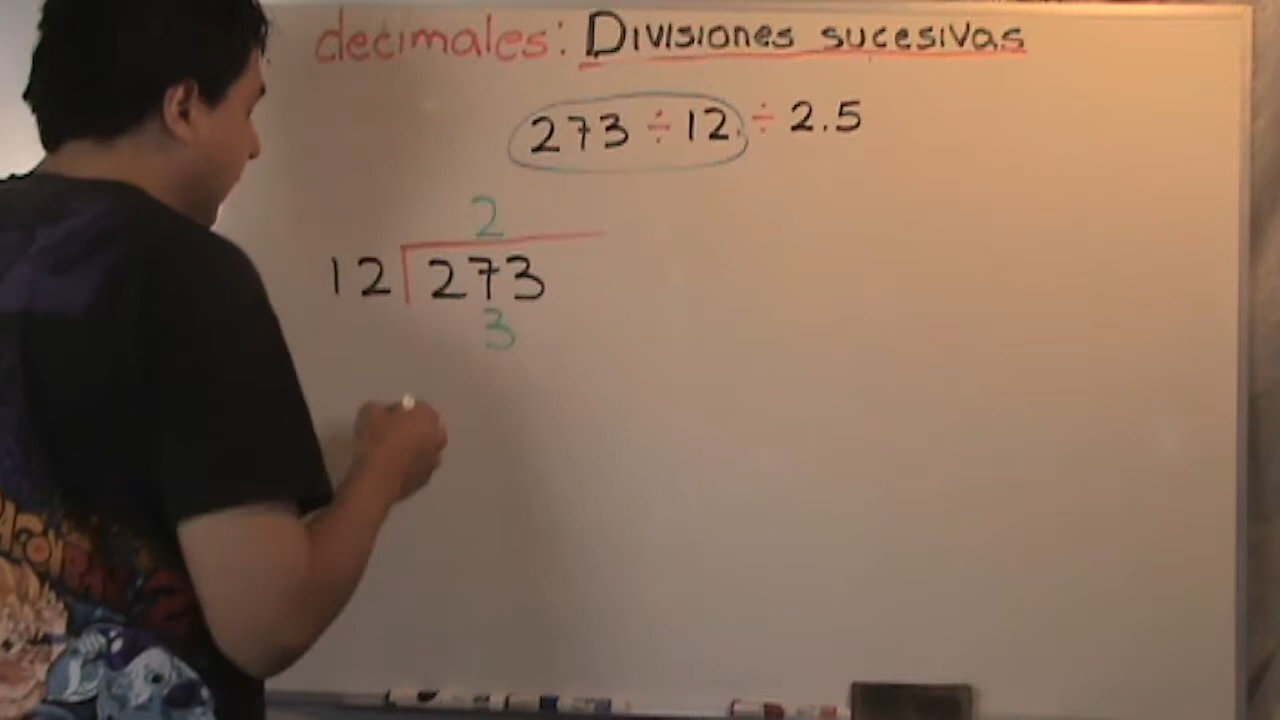 decimales: Divisiones sucesivas
273 ÷ 12 ÷ 2.5
2
12 273
3